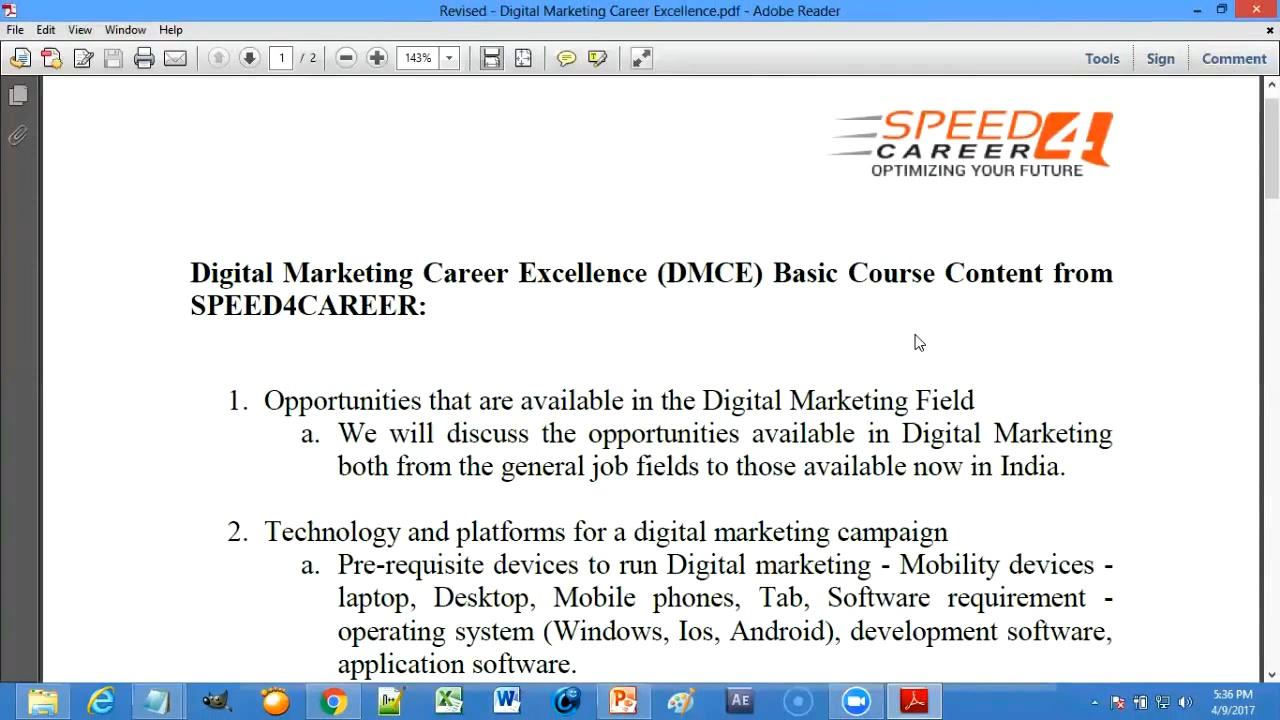 Revised - Digital Marketing Career Excellence.pdf - Adobe Reader
File Edit View Window Help
1 / 2 143% Tools Sign Comment
SPEED4
CAREER
OPTIMIZING YOUR FUTURE
Digital Marketing Career Excellence (DMCE) Basic Course Content from
SPEED4CAREER:
1. Opportunities that are available in the Digital Marketing Field
a. We will discuss the opportunities available in Digital Marketing
both from the general job fields to those available now in India.
2. Technology and platforms for a digital marketing campaign
a. Pre-requisite devices to run Digital marketing - Mobility devices -
laptop, Desktop, Mobile phones, Tab, Software requirement -
operating system (Windows, Ios, Android), development software,
application software.
5:36 PM
4/9/2017